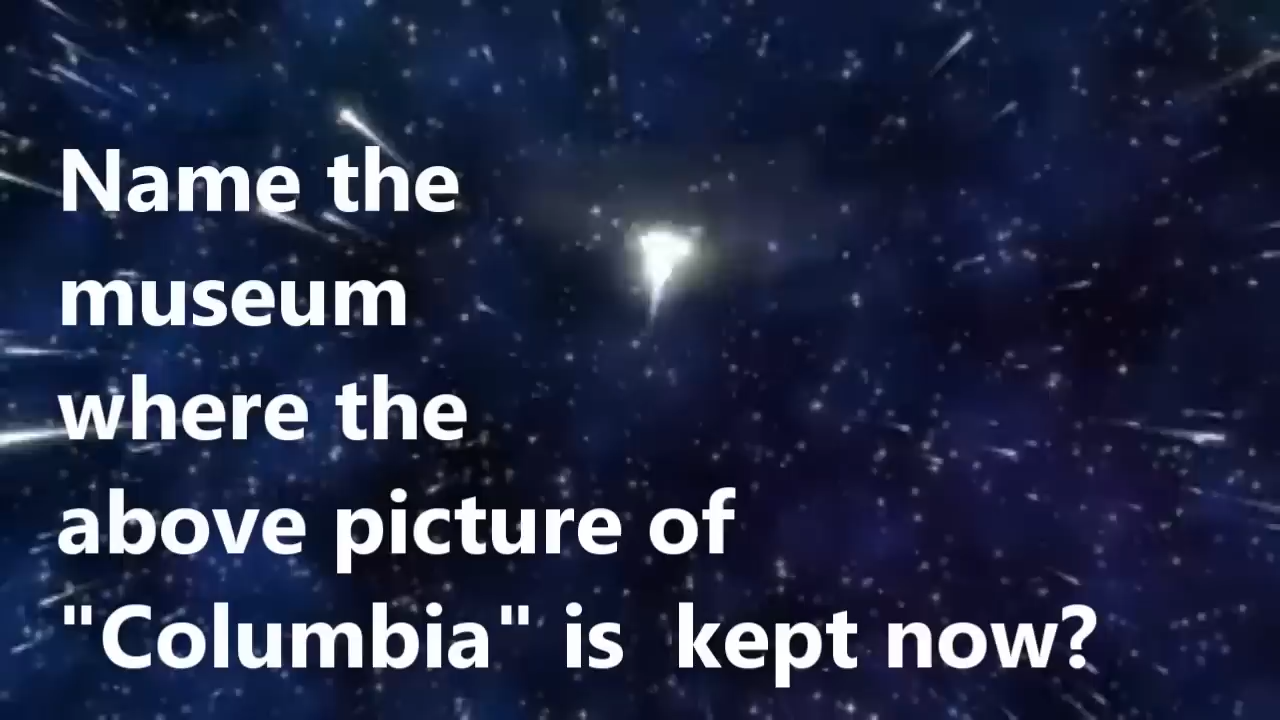 Name the
museum
where the
above picture of
"Columbia" is  kept now?